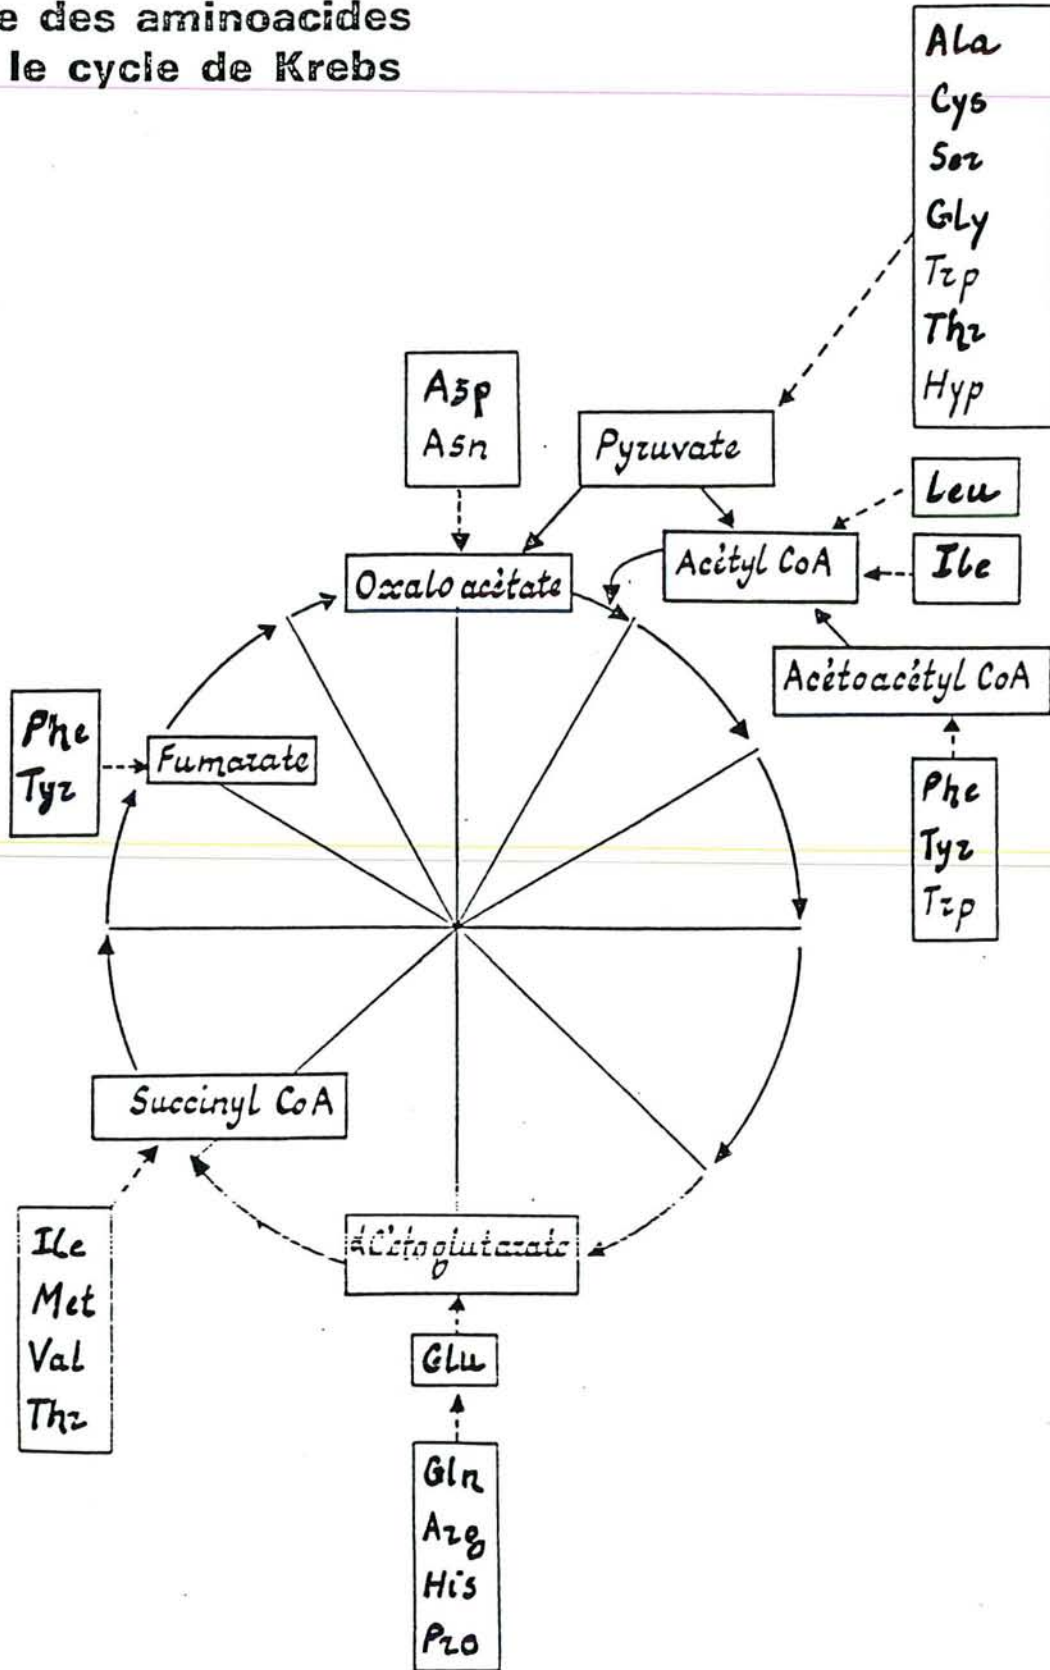 e des aminoacides
le cycle de Krebs
Ala
Cys
Ser
Gly
Trp
Thr
Hyp
Asp
Asn
Pyruvate
Leu
Oxaloacétate
Acétyl CoA
Ile
Acétoacétyl CoA
Phe
Tyr
Fumarate
Phe
Tyr
Trp
Succinyl CoA
αCétoglutarate
Ile
Met
Val
Thr
Glu
Gln
Arg
His
Pro